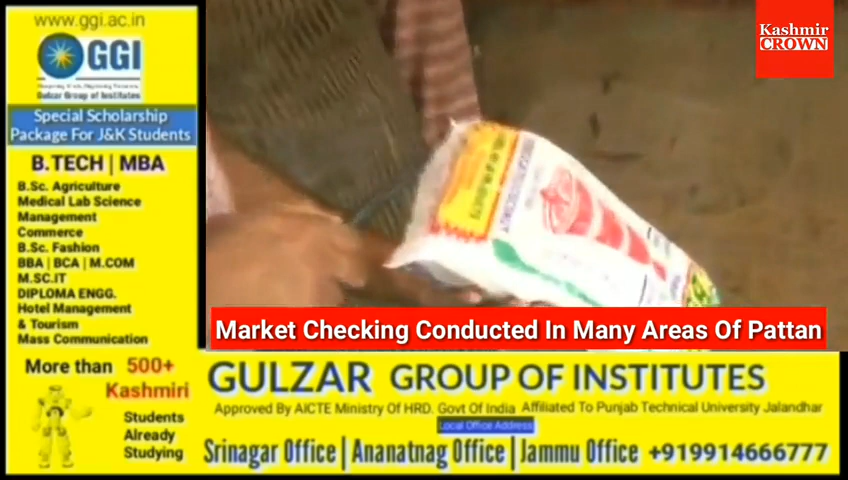 www.ggi.ac.in
GGI
Gulzar Group of Institutes
Special Scholarship
Package For J&K Students
B.TECH | MBA
B.Sc. Agriculture
Medical Lab Science
Management
Commerce
B.Sc. Fashion
BBA | BCA | M.COM
M.SC.IT
DIPLOMA ENGG.
Hotel Management
& Tourism
Mass Communication
More than 500+
Kashmiri
Students
Already
Studying
Kashmir
CROWN
Market Checking Conducted In Many Areas Of Pattan
GULZAR GROUP OF INSTITUTES
Approved By AICTE Ministry Of HRD. Govt Of India Affiliated To Punjab Technical University Jalandhar
Local Office Address
Srinagar Office | Ananatnag Office | Jammu Office +919914666777